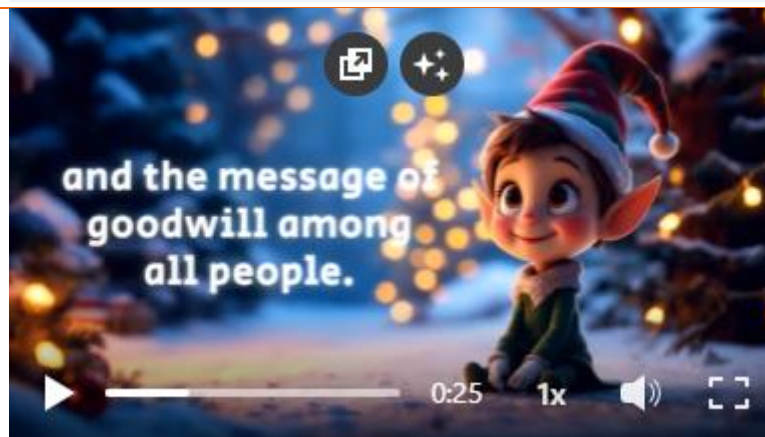 and the message of
goodwill among
all people.
0:25 1x